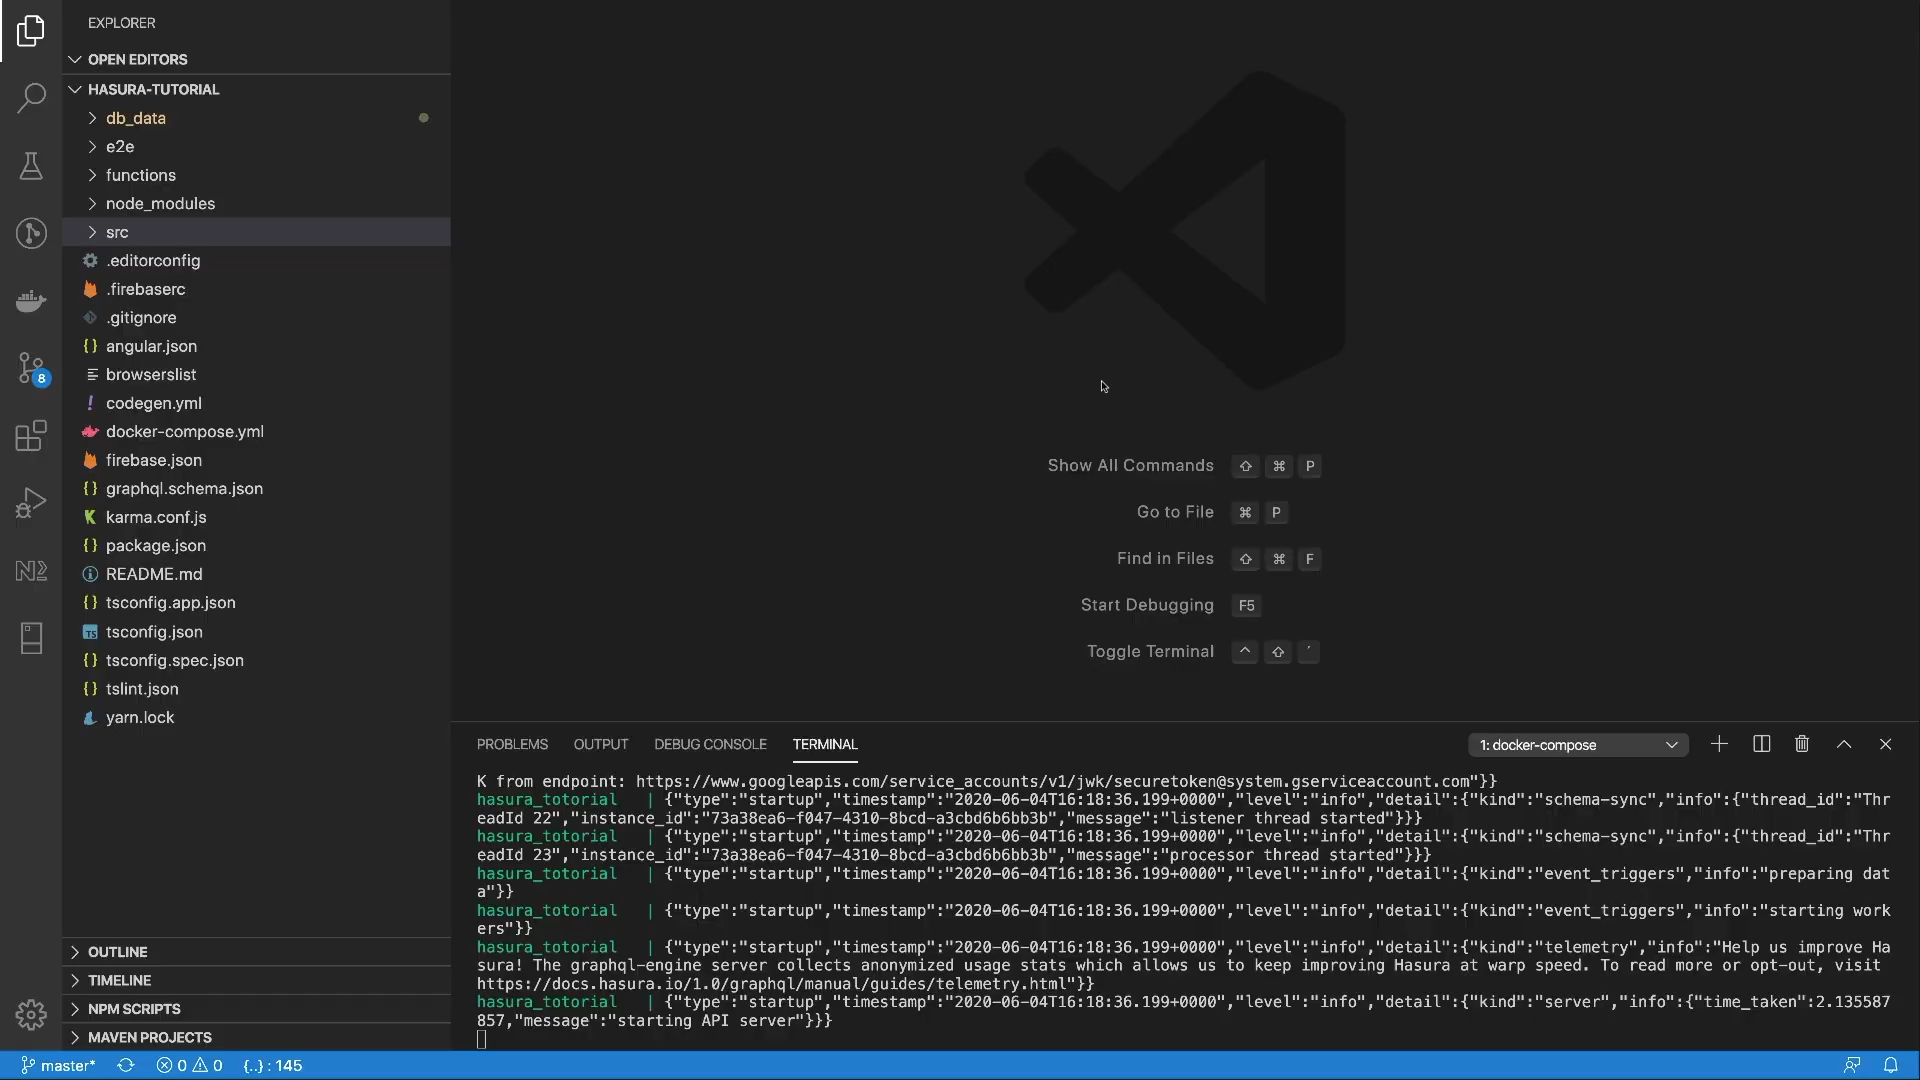 EXPLORER
OPEN EDITORS
HASURA-TUTORIAL
db_data
e2e
functions
node_modules
src
.editorconfig
.firebaserc
.gitignore
{} angular.json
browserslist
! codegen.yml
docker-compose.yml
firebase.json
{} graphql.schema.json
K karma.conf.js
{} package.json
README.md
{} tsconfig.app.json
TS tsconfig.json
{} tsconfig.spec.json
{} tslint.json
yarn.lock
8
N2
OUTLINE
TIMELINE
NPM SCRIPTS
MAVEN PROJECTS
Show All Commands ⇧ ⌘ P
Go to File ⌘ P
Find in Files ⇧ ⌘ F
Start Debugging F5
Toggle Terminal ^ ⇧ ´
PROBLEMS OUTPUT DEBUG CONSOLE TERMINAL 1: docker-compose
K from endpoint: https://www.googleapis.com/service_accounts/v1/jwk/securetoken@system.gserviceaccount.com"}}
hasura_totorial | {"type":"startup","timestamp":"2020-06-04T16:18:36.199+0000","level":"info","detail":{"kind":"schema-sync","info":{"thread_id":"Thr
eadId 22","instance_id":"73a38ea6-f047-4310-8bcd-a3cbd6b6bb3b","message":"listener thread started"}}}
hasura_totorial | {"type":"startup","timestamp":"2020-06-04T16:18:36.199+0000","level":"info","detail":{"kind":"schema-sync","info":{"thread_id":"Thr
eadId 23","instance_id":"73a38ea6-f047-4310-8bcd-a3cbd6b6bb3b","message":"processor thread started"}}}
hasura_totorial | {"type":"startup","timestamp":"2020-06-04T16:18:36.199+0000","level":"info","detail":{"kind":"event_triggers","info":"preparing dat
a"}}
hasura_totorial | {"type":"startup","timestamp":"2020-06-04T16:18:36.199+0000","level":"info","detail":{"kind":"event_triggers","info":"starting work
ers"}}
hasura_totorial | {"type":"startup","timestamp":"2020-06-04T16:18:36.199+0000","level":"info","detail":{"kind":"telemetry","info":"Help us improve Ha
sura! The graphql-engine server collects anonymized usage stats which allows us to keep improving Hasura at warp speed. To read more or opt-out, visit
https://docs.hasura.io/1.0/graphql/manual/guides/telemetry.html"}}
hasura_totorial | {"type":"startup","timestamp":"2020-06-04T16:18:36.199+0000","level":"info","detail":{"kind":"server","info":{"time_taken":2.135587
857,"message":"starting API server"}}}
master* 0 0 {..} : 145